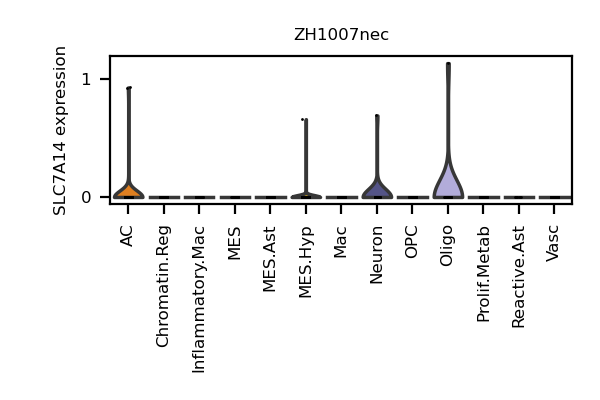 ZH1007nec
SLC7A14 expression
1
0
AC
Chromatin.Reg
Inflammatory.Mac
MES
MES.Ast
MES.Hyp
Mac
Neuron
OPC
Oligo
Prolif.Metab
Reactive.Ast
Vasc